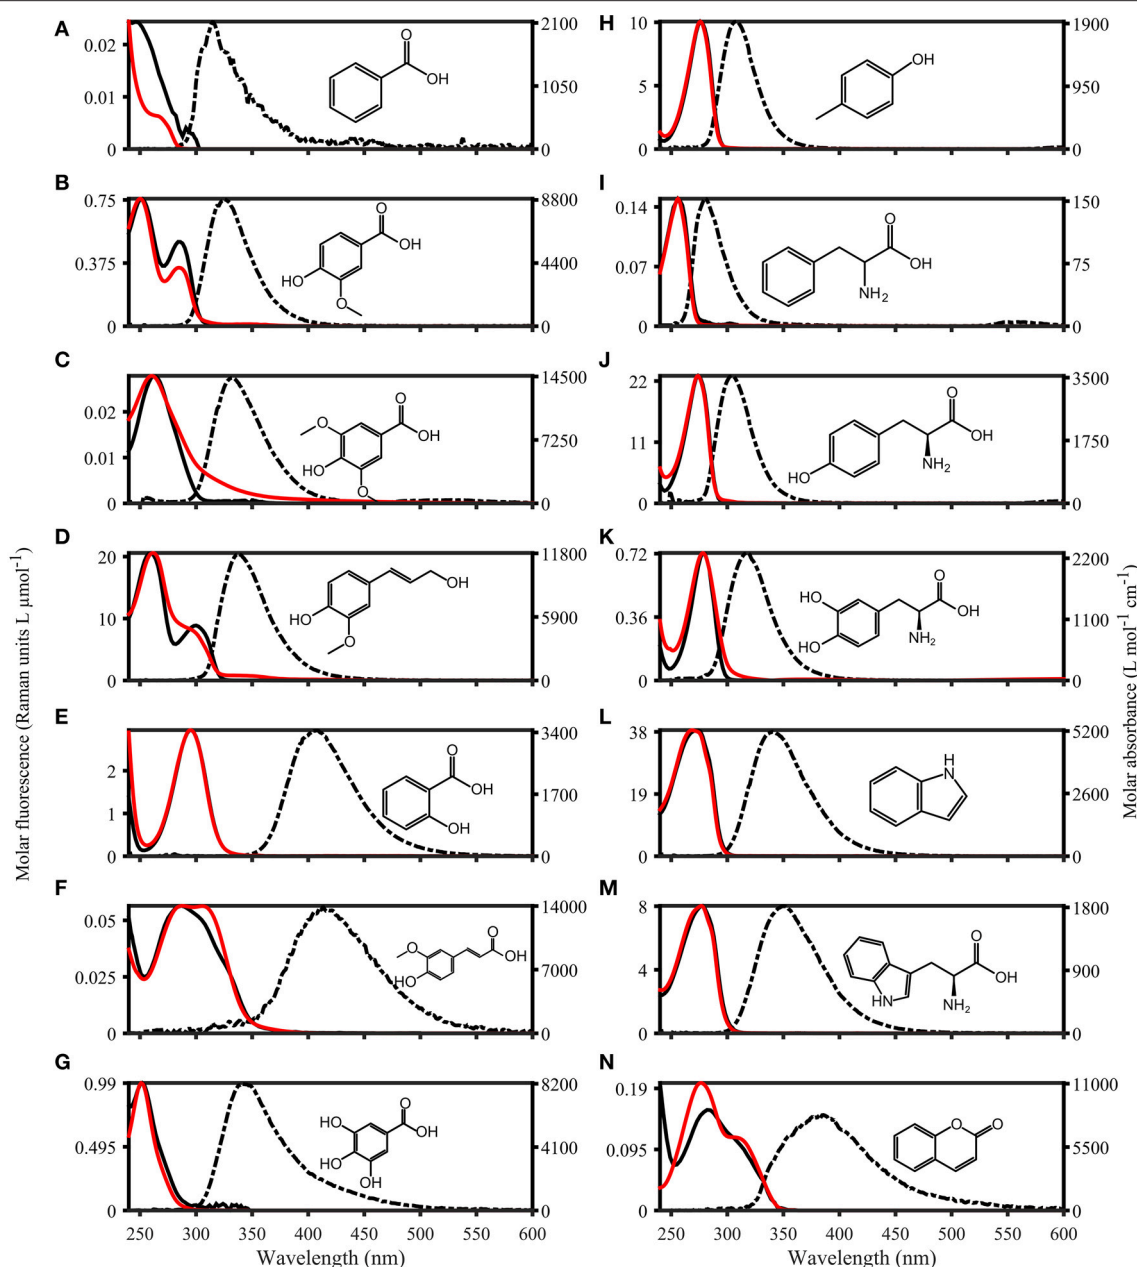 A
0.02
0.01
0
2100
1050
0
O
OH
B
0.75
0.375
0
8800
4400
0
O
OH
HO
O
C
0.02
0.01
0
14500
7250
0
O
O
OH
HO
O
D
20
10
0
11800
5900
0
OH
HO
O
E
2
1
0
3400
1700
0
O
OH
OH
F
0.05
0.025
0
14000
7000
0
O
O
OH
HO
G
0.99
0.495
0
8200
4100
0
HO
O
OH
HO
OH
250 300 350 400 450 500 550 600
Wavelength (nm)
Molar fluorescence (Raman units L μmol⁻¹)
H
10
5
0
1900
950
0
OH
I
0.14
0.07
0
150
75
0
O
OH
NH₂
J
22
11
0
3500
1750
0
O
OH
HO
NH₂
K
0.72
0.36
0
2200
1100
0
O
HO
OH
HO
NH₂
L
38
19
0
5200
2600
0
H
N
M
8
4
0
1800
900
0
O
OH
HN
NH₂
N
0.19
0.095
0
11000
5500
0
O
O
250 300 350 400 450 500 550 600
Wavelength (nm)
Molar absorbance (L mol⁻¹ cm⁻¹)